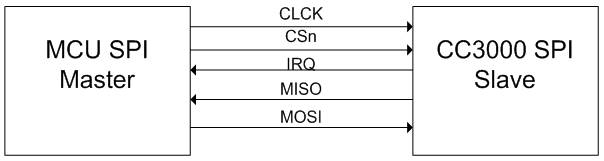 MCU SPI
Master
CLCK
CSn
IRQ
MISO
MOSI
CC3000 SPI
Slave